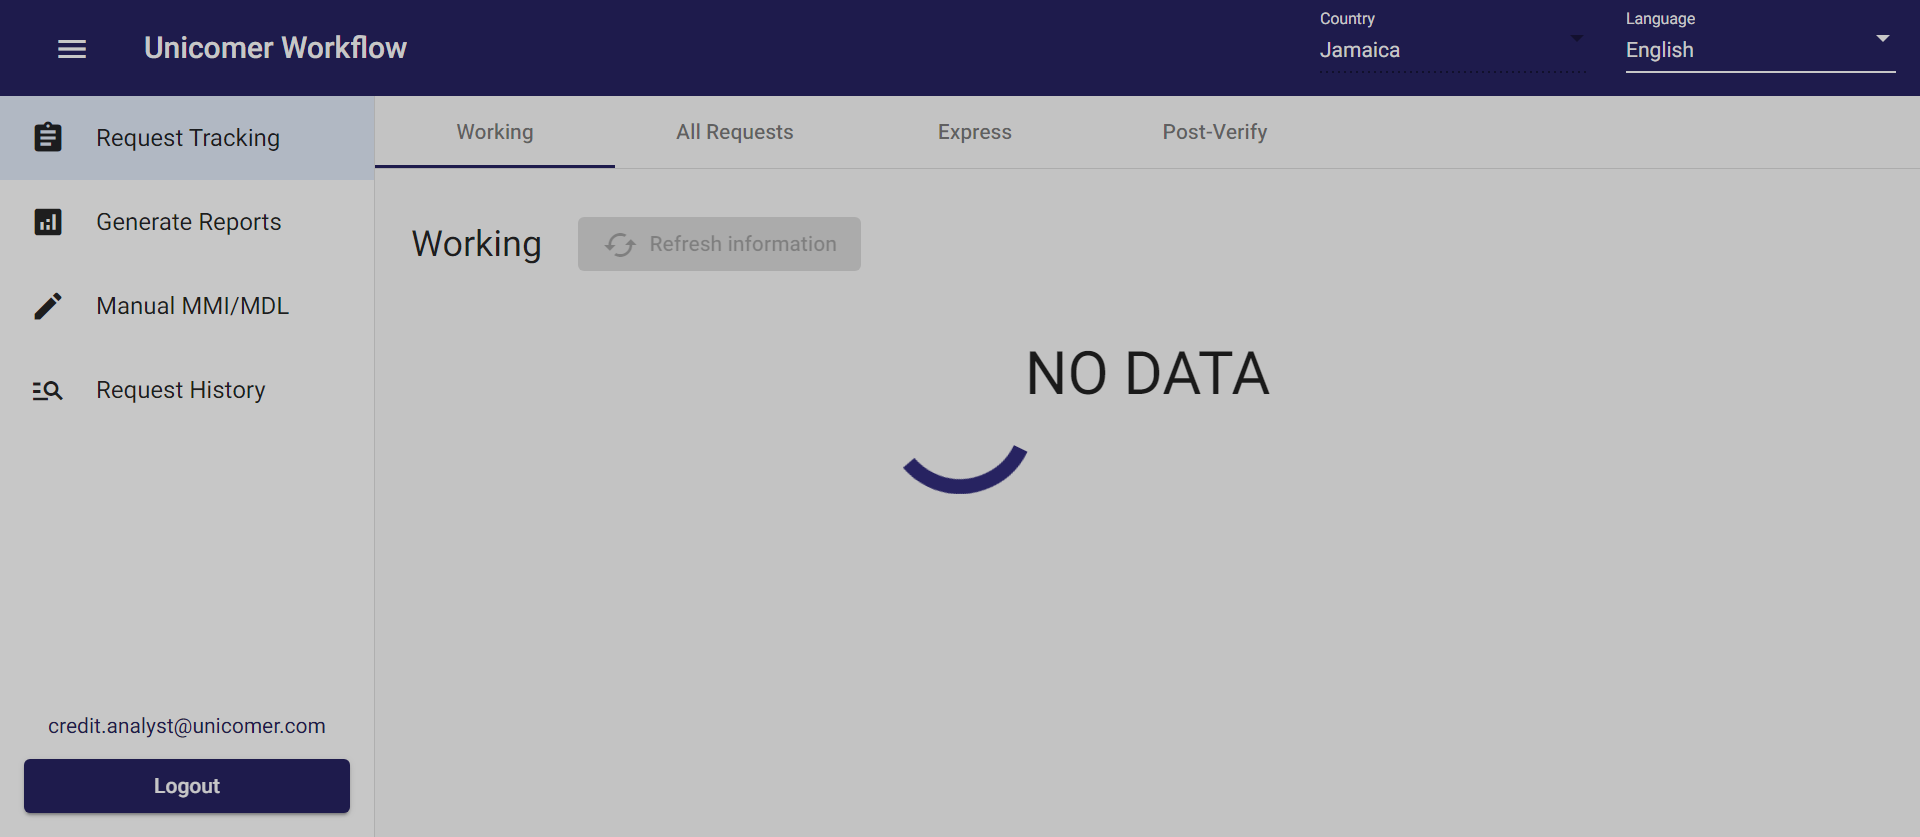 Unicomer Workflow
Country
Jamaica
Language
English
Request Tracking
Generate Reports
Manual MMI/MDL
Request History
credit.analyst@unicomer.com
Logout
Working
All Requests
Express
Post-Verify
Working
Refresh information
NO DATA